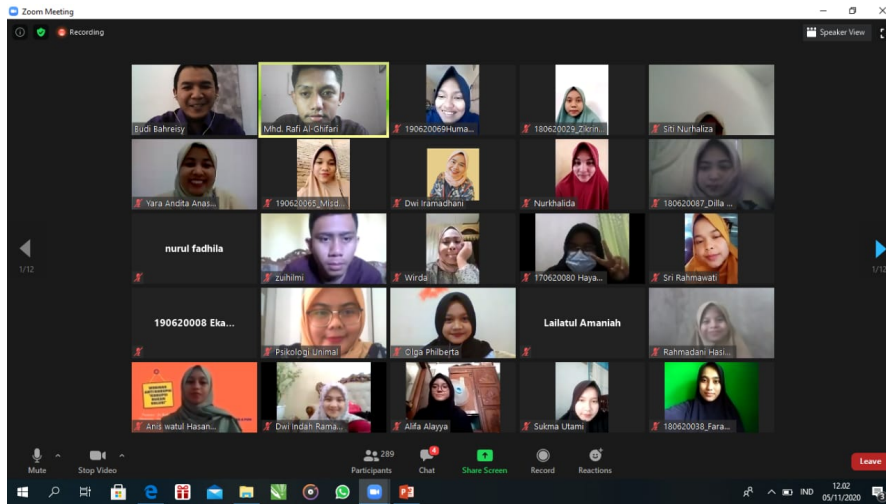 Zoom Meeting
Recording
Speaker View
Budi Bahreisy
Mhd. Rafi Al-Ghifari
190620069Huma...
180620029_Zikrin...
Siti Nurhaliza
Yara Andita Anas...
190620065_Misd...
Dwi Iramadhani
Nurkhalida
180620087_Dilla ...
nurul fadhila
zulhilmi
Wirda
170620080 Haya...
Sri Rahmawati
1/12
1/12
190620008 Eka...
Psikologi Unimal
Olga Philberta
Lailatul Amaniah
Rahmadani Hasi...
Anis watul Hasan...
Dwi Indah Rama...
Alifa Alayya
Sukma Utami
180620038_Fara...
Mute
Stop Video
289
Participants
4
Chat
Share Screen
Record
Reactions
Leave
IND
12.02
05/11/2020